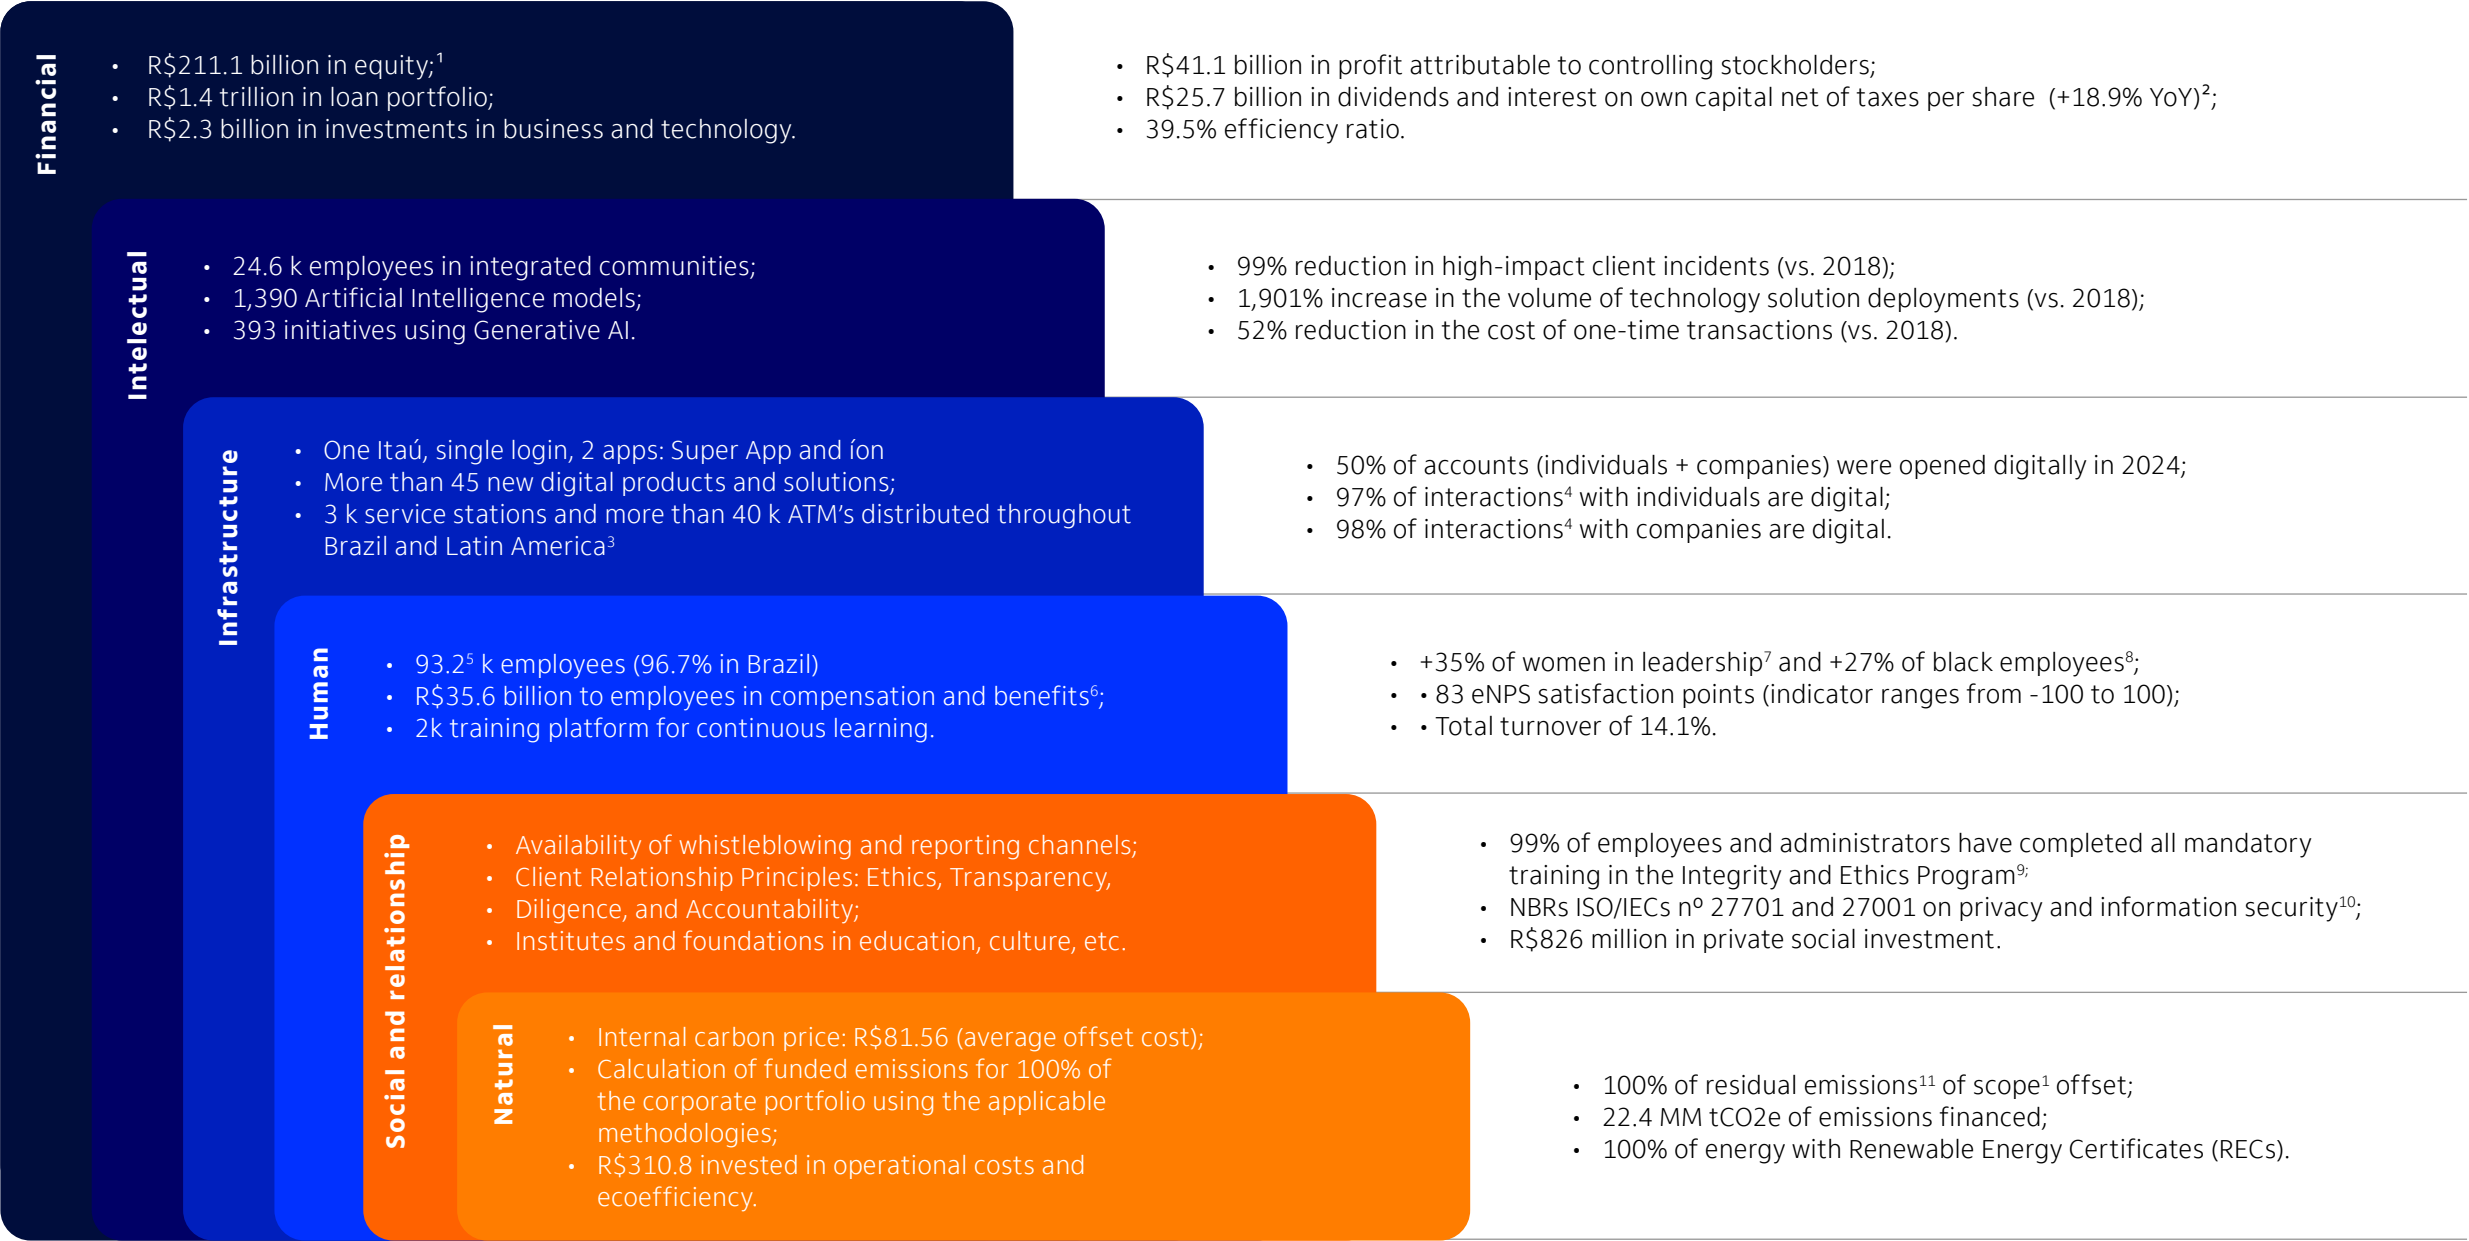 Financial
• R$211.1 billion in equity;¹
• R$1.4 trillion in loan portfolio;
• R$2.3 billion in investments in business and technology.
• R$41.1 billion in profit attributable to controlling stockholders;
• R$25.7 billion in dividends and interest on own capital net of taxes per share (+18.9% YoY)²;
• 39.5% efficiency ratio.
Intelectual
• 24.6 k employees in integrated communities;
• 1,390 Artificial Intelligence models;
• 393 initiatives using Generative AI.
• 99% reduction in high-impact client incidents (vs. 2018);
• 1,901% increase in the volume of technology solution deployments (vs. 2018);
• 52% reduction in the cost of one-time transactions (vs. 2018).
Infrastructure
• One Itaú, single login, 2 apps: Super App and íon
• More than 45 new digital products and solutions;
• 3 k service stations and more than 40 k ATM’s distributed throughout
Brazil and Latin America³
• 50% of accounts (individuals + companies) were opened digitally in 2024;
• 97% of interactions⁴ with individuals are digital;
• 98% of interactions⁴ with companies are digital.
Human
• 93.2⁵ k employees (96.7% in Brazil)
• R$35.6 billion to employees in compensation and benefits⁶;
• 2k training platform for continuous learning.
• +35% of women in leadership⁷ and +27% of black employees⁸;
• • 83 eNPS satisfaction points (indicator ranges from -100 to 100);
• • Total turnover of 14.1%.
Social and relationship
• Availability of whistleblowing and reporting channels;
• Client Relationship Principles: Ethics, Transparency,
• Diligence, and Accountability;
• Institutes and foundations in education, culture, etc.
• 99% of employees and administrators have completed all mandatory
training in the Integrity and Ethics Program⁹;
• NBRs ISO/IECs nº 27701 and 27001 on privacy and information security¹⁰;
• R$826 million in private social investment.
Natural
• Internal carbon price: R$81.56 (average offset cost);
• Calculation of funded emissions for 100% of
the corporate portfolio using the applicable
methodologies;
• R$310.8 invested in operational costs and
ecoefficiency.
• 100% of residual emissions¹¹ of scope¹ offset;
• 22.4 MM tCO2e of emissions financed;
• 100% of energy with Renewable Energy Certificates (RECs).